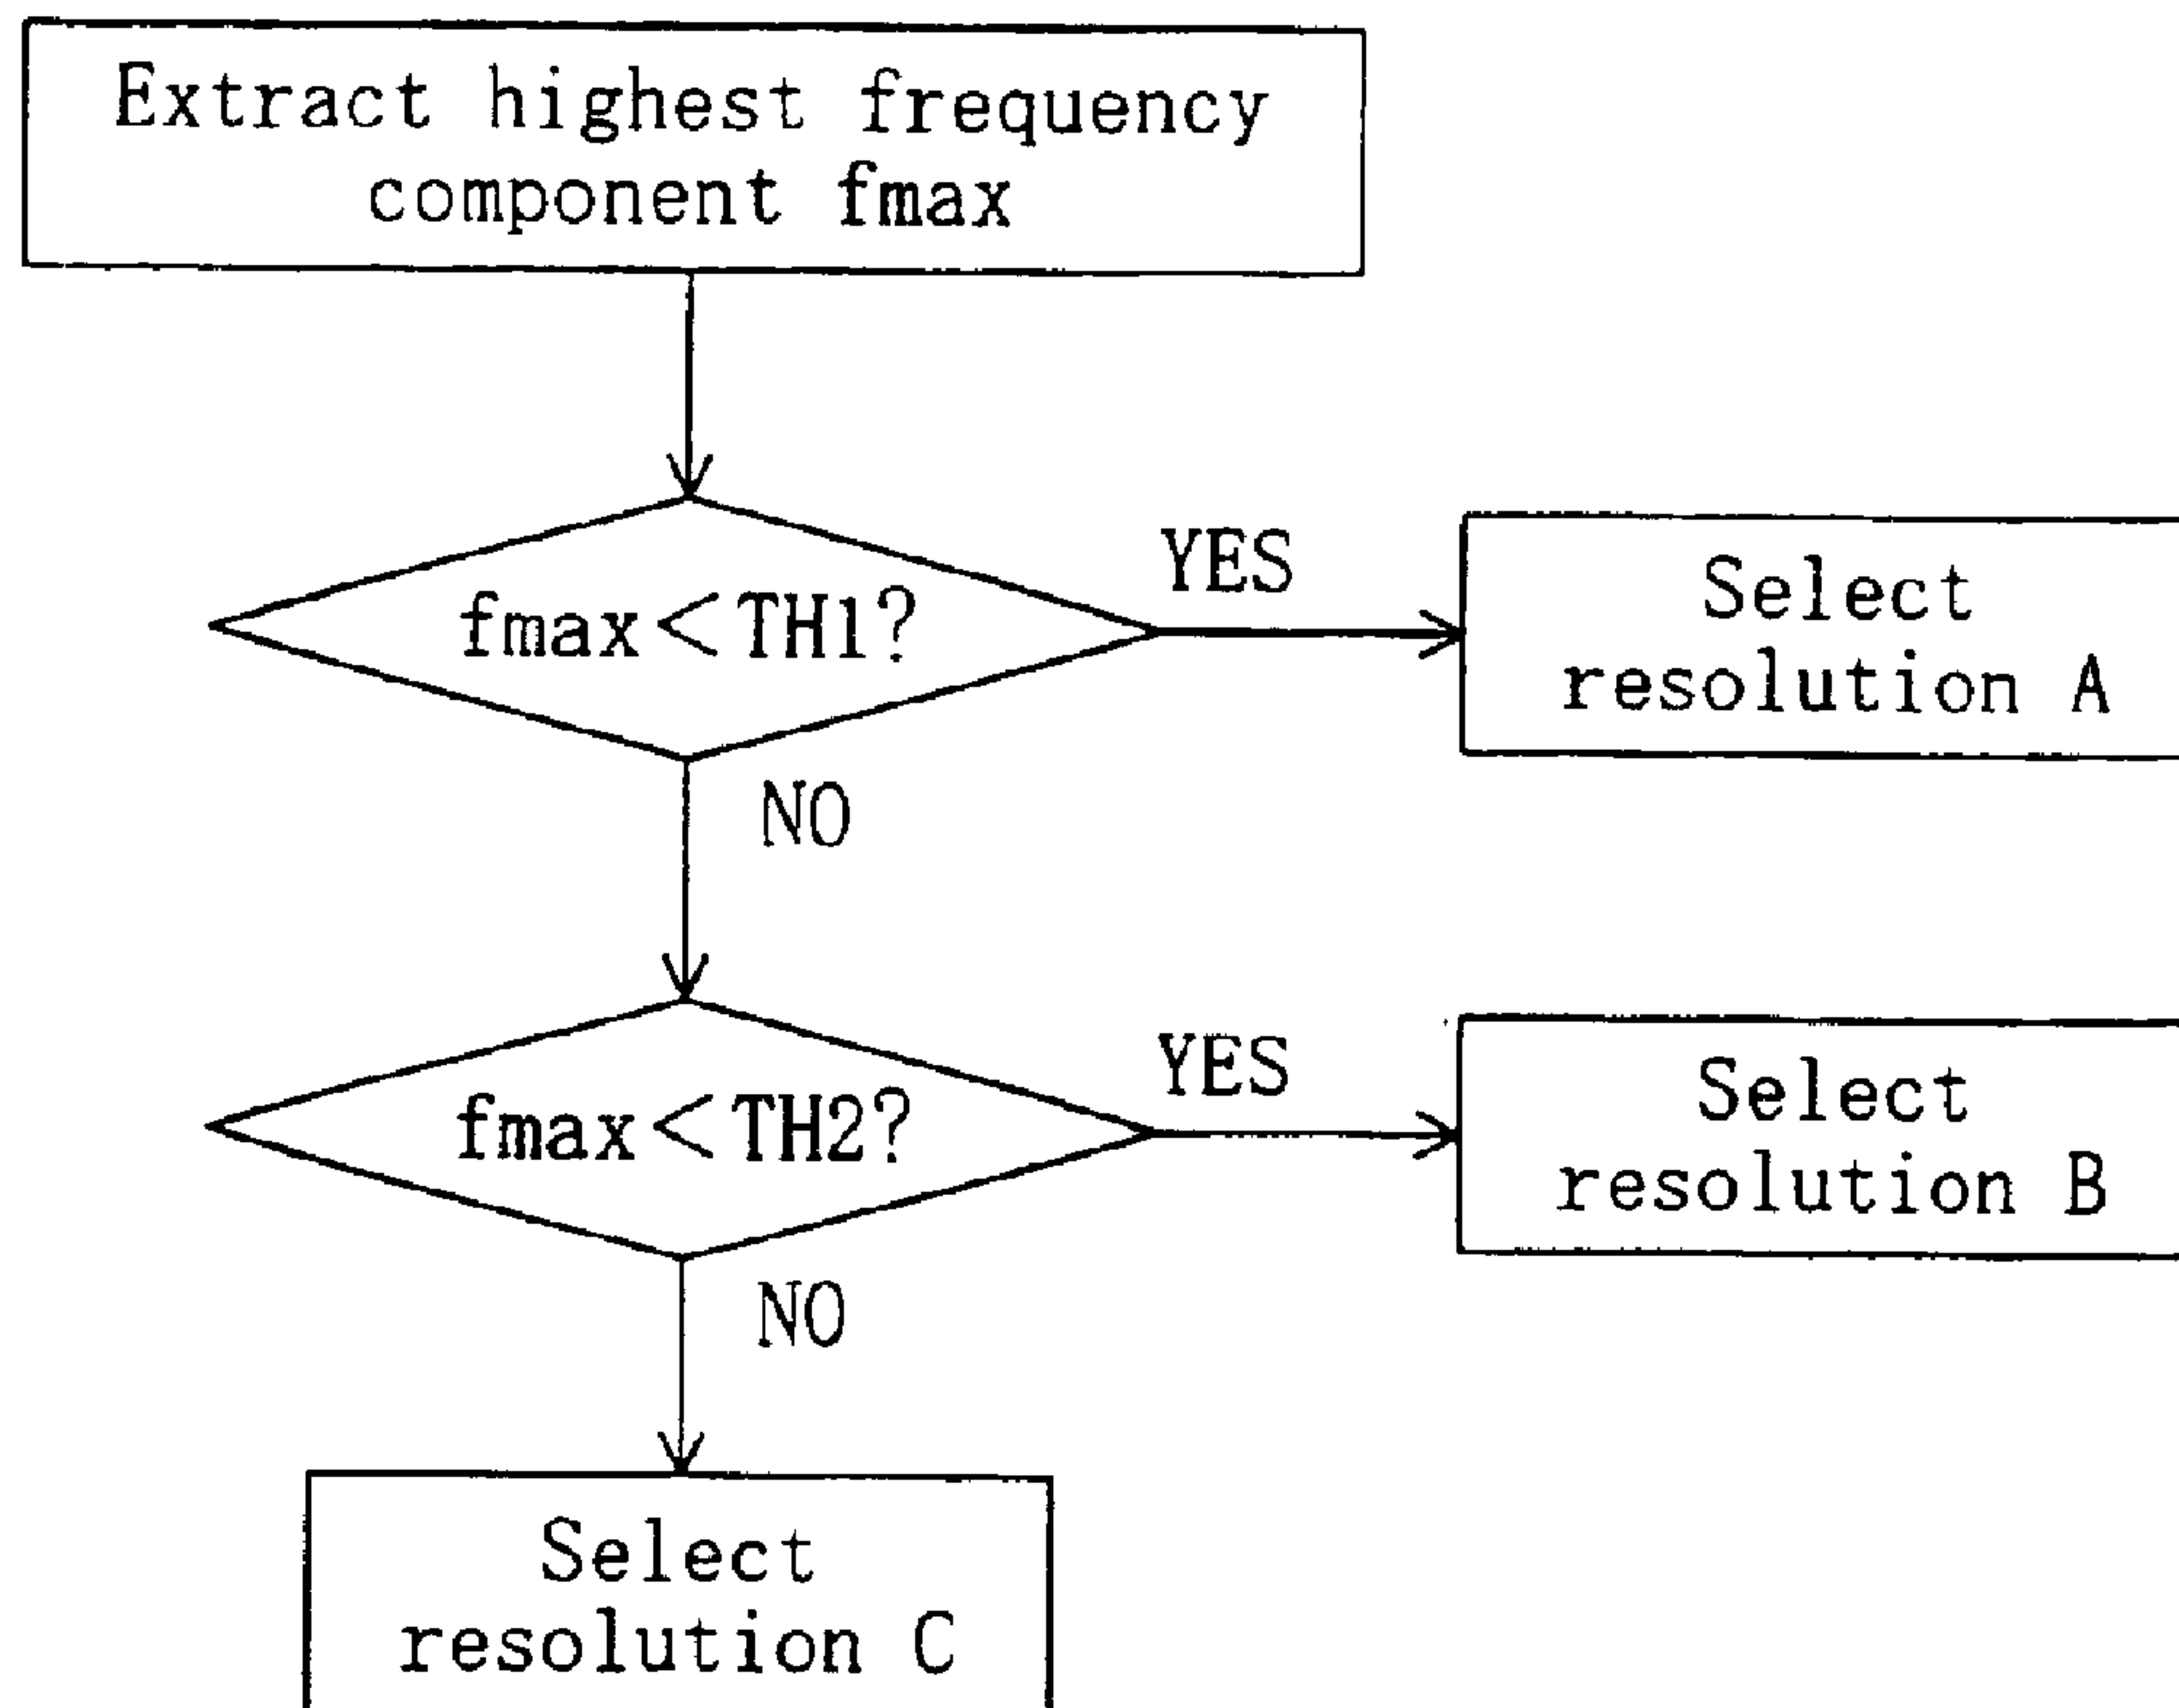 Extract highest frequency
component fmax
fmax<TH1?
YES
Select
resolution A
NO
fmax<TH2?
YES
Select
resolution B
NO
Select
resolution C